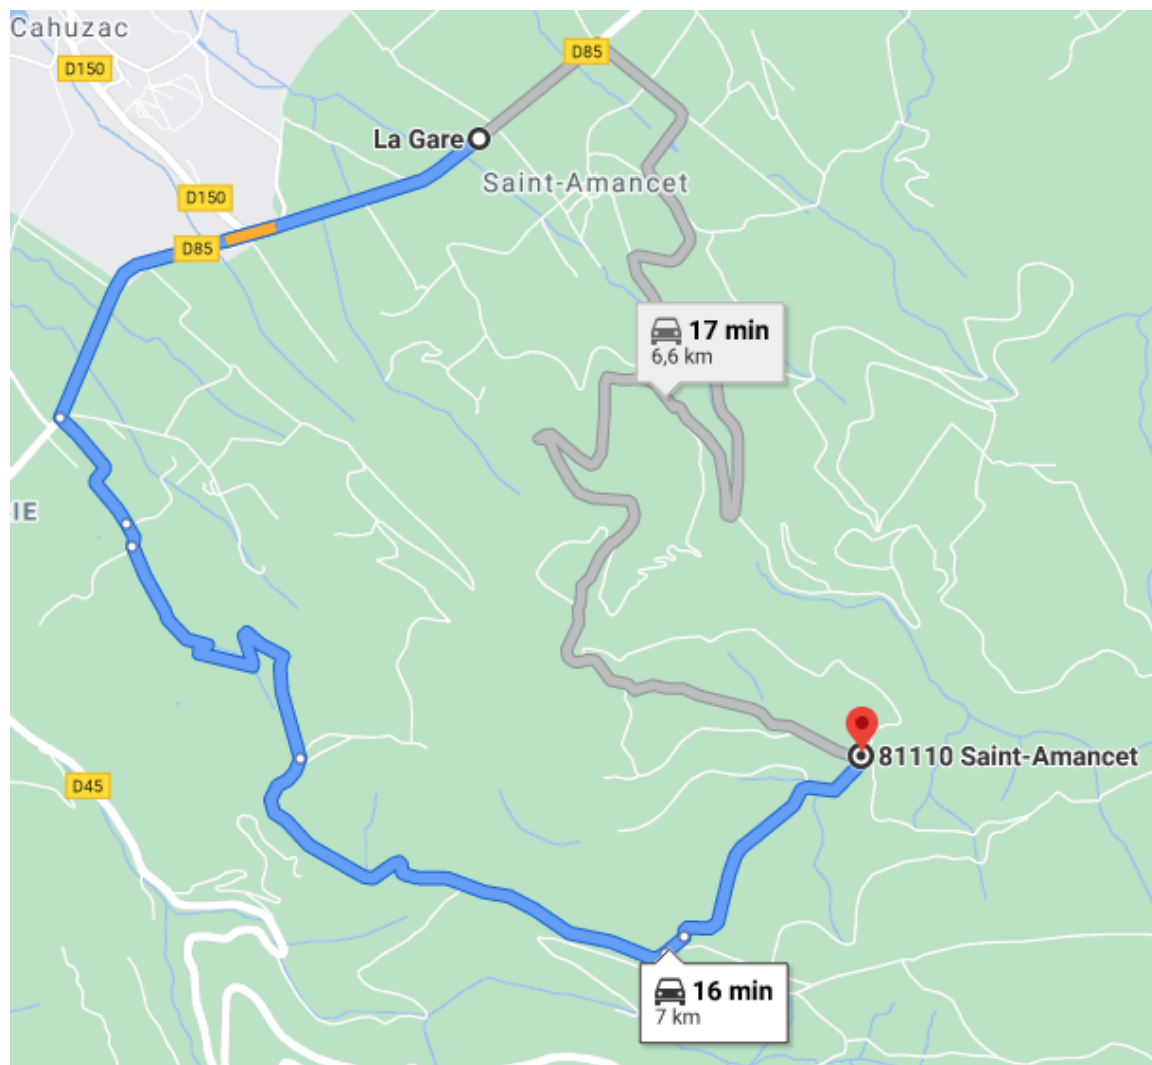 Cahuzac
D150
D85
La Gare
Saint-Amancet
D150
D85
17 min
6,6 km
IE
81110 Saint-Amancet
D45
16 min
7 km